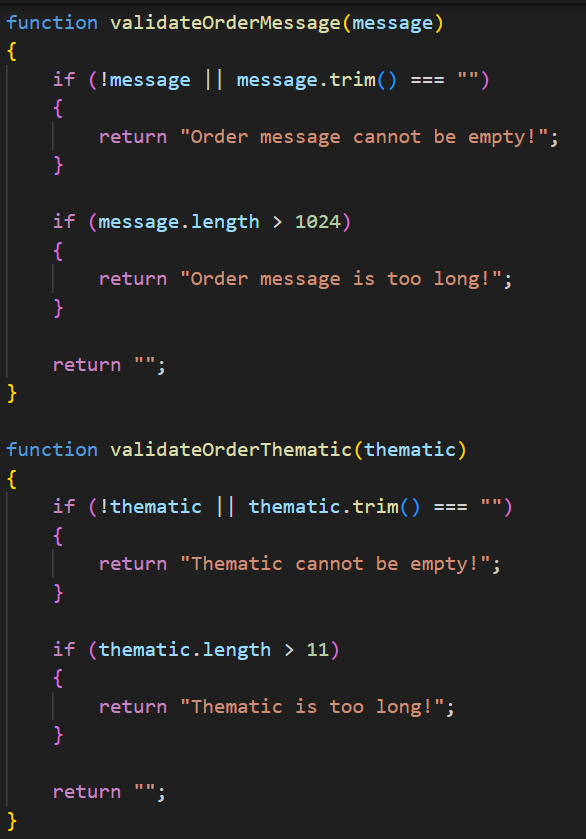 function validateOrderMessage(message)
{
    if (!message || message.trim() === "")
    {
        return "Order message cannot be empty!";
    }

    if (message.length > 1024)
    {
        return "Order message is too long!";
    }

    return "";
}

function validateOrderThematic(thematic)
{
    if (!thematic || thematic.trim() === "")
    {
        return "Thematic cannot be empty!";
    }

    if (thematic.length > 11)
    {
        return "Thematic is too long!";
    }

    return "";
}